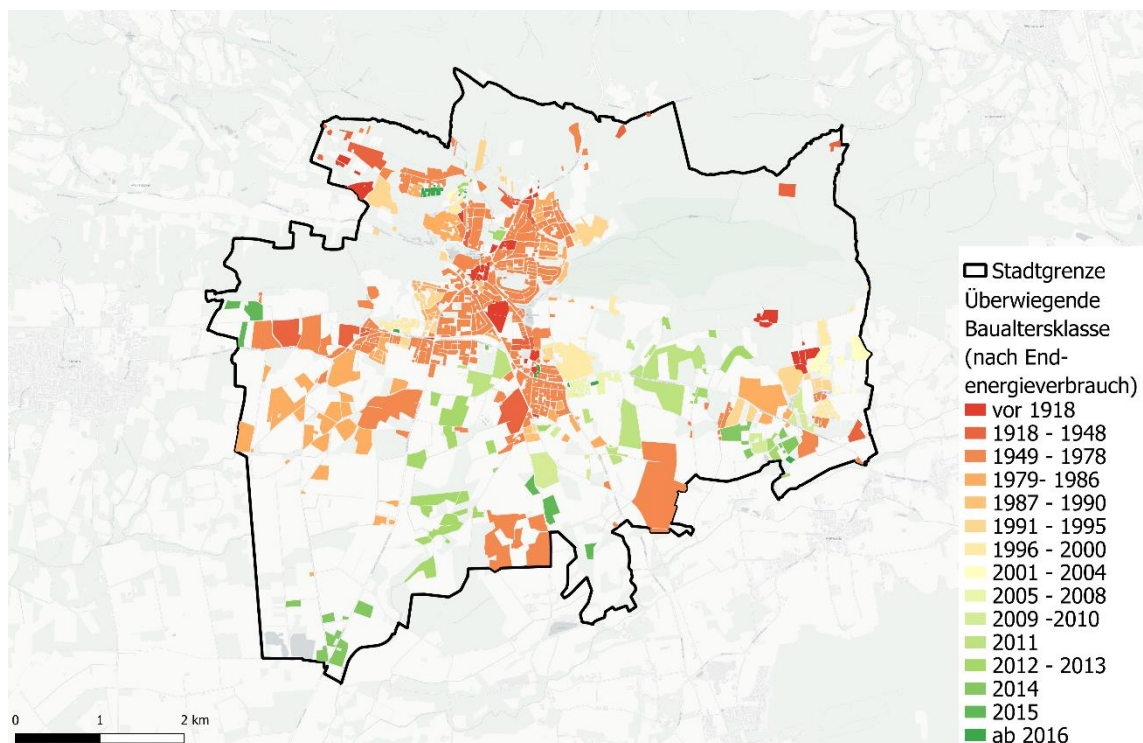 Stadtgrenze
Überwiegende
Baualtersklasse
(nach End-
energieverbrauch)
vor 1918
1918 - 1948
1949 - 1978
1979- 1986
1987 - 1990
1991 - 1995
1996 - 2000
2001 - 2004
2005 - 2008
2009 -2010
2011
2012 - 2013
2014
2015
ab 2016
0 1 2 km